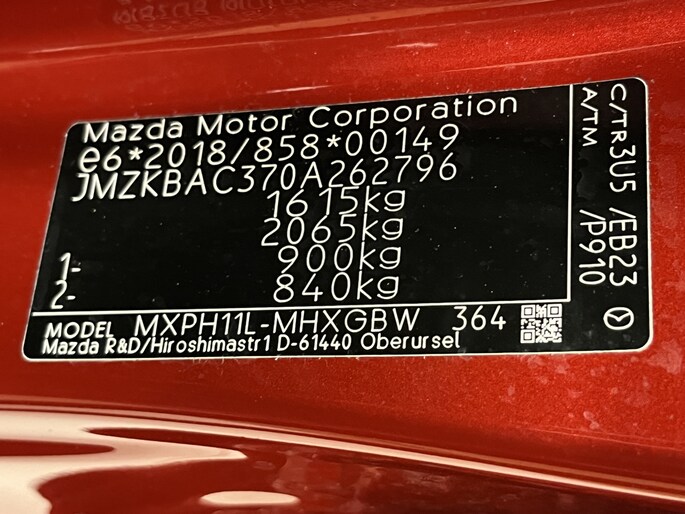 Mazda Motor Corporation
e6*2018/858*00149
JMZKBAC370A262796
1615kg
2065kg
1- 900kg
2- 840kg
MODEL MXPH11L-MHXGBW 364
Mazda R&D/Hiroshimastr1 D-61440 Oberursel
C/TR3U5 /EB23
A/TM /P910